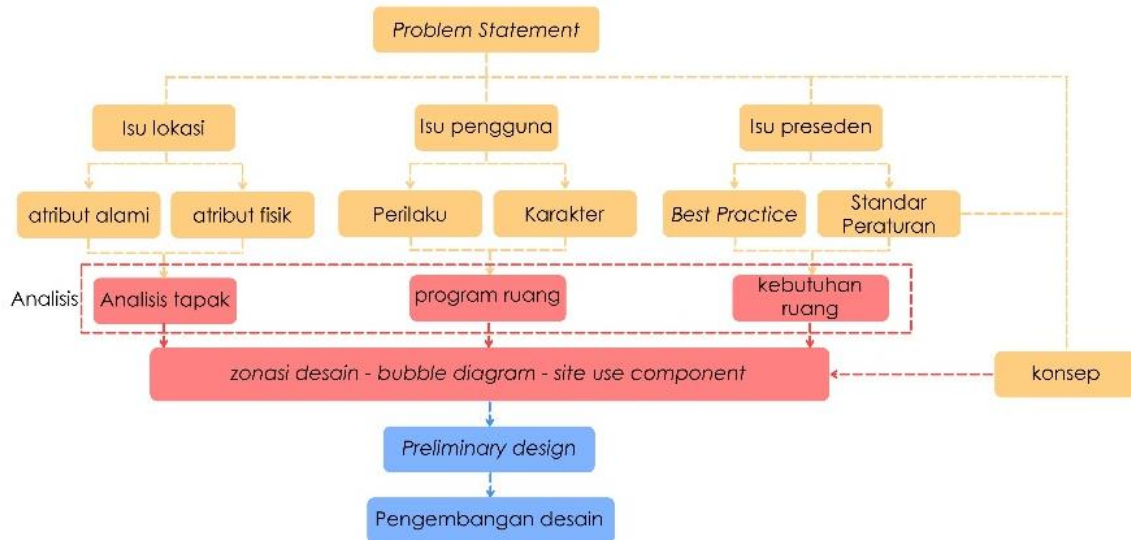 Problem Statement
Isu lokasi
Isu pengguna
Isu preseden
atribut alami
atribut fisik
Perilaku
Karakter
Best Practice
Standar
Peraturan
Analisis
Analisis tapak
program ruang
kebutuhan
ruang
zonasi desain - bubble diagram - site use component
konsep
Preliminary design
Pengembangan desain